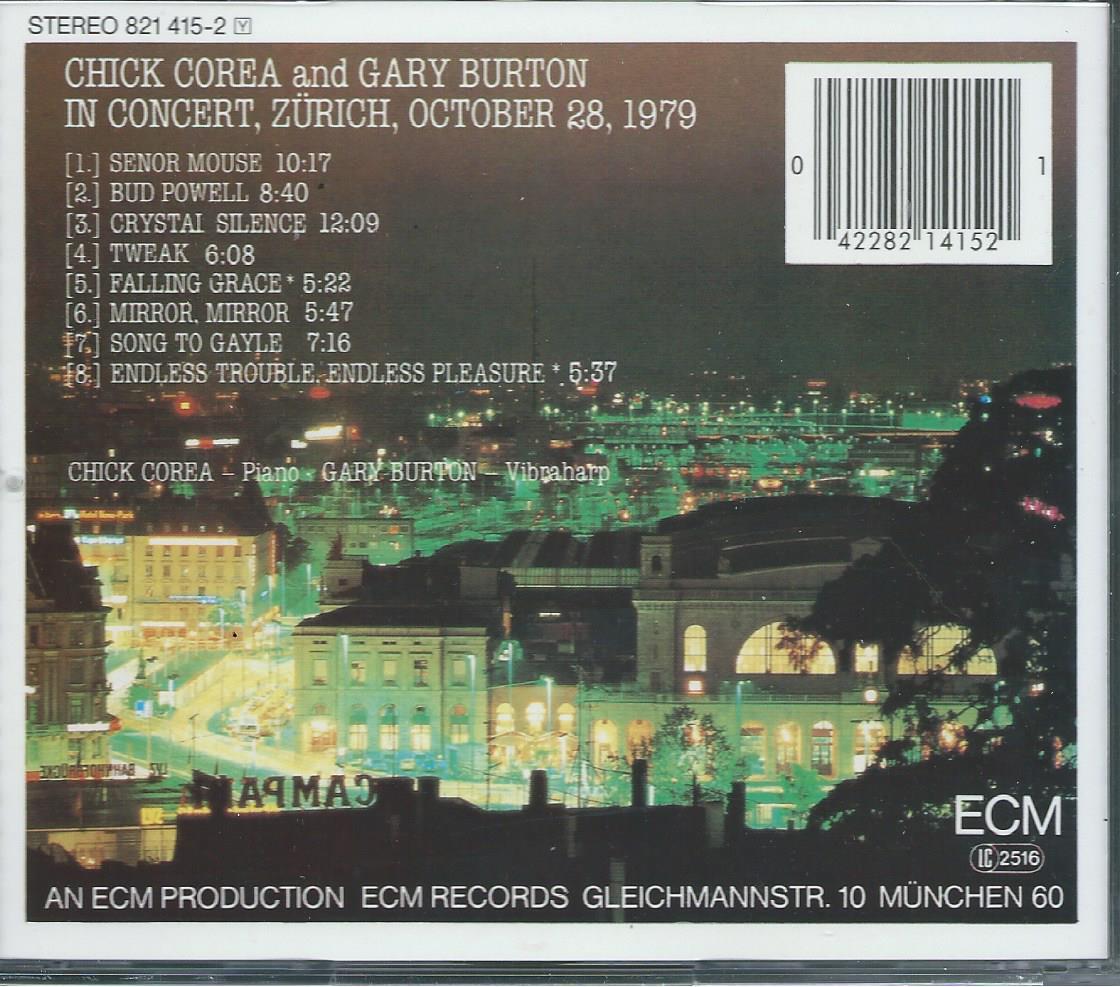 STEREO 821 415-2 Y
CHICK COREA and GARY BURTON
IN CONCERT, ZÜRICH, OCTOBER 28, 1979
[1.] SENOR MOUSE 10:17
[2.] BUD POWELL 8:40
[3.] CRYSTAL SILENCE 12:09
[4.] TWEAK 6:08
[5.] FALLING GRACE * 5:22
[6.] MIRROR, MIRROR 5:47
[7.] SONG TO GAYLE 7:16
[8.] ENDLESS TROUBLE, ENDLESS PLEASURE * 5:37
0 42282 14152 1
CHICK COREA – Piano · GARY BURTON – Vibraharp
CAMPARI
ECM
LC 2516
AN ECM PRODUCTION ECM RECORDS GLEICHMANNSTR. 10 MÜNCHEN 60